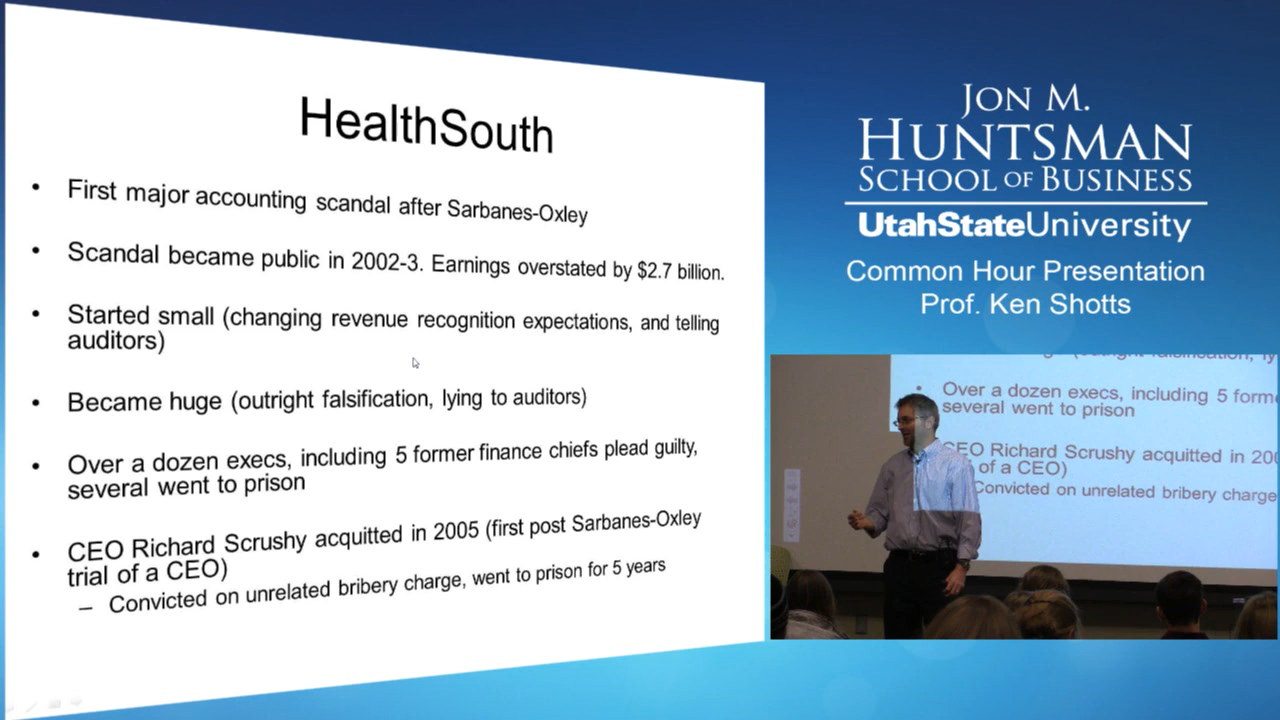 HealthSouth
• First major accounting scandal after Sarbanes-Oxley
• Scandal became public in 2002-3. Earnings overstated by $2.7 billion.
• Started small (changing revenue recognition expectations, and telling
auditors)
• Became huge (outright falsification, lying to auditors)
• Over a dozen execs, including 5 former finance chiefs plead guilty,
several went to prison
• CEO Richard Scrushy acquitted in 2005 (first post Sarbanes-Oxley
trial of a CEO)
– Convicted on unrelated bribery charge, went to prison for 5 years
JON M.
HUNTSMAN
SCHOOL OF BUSINESS
UtahStateUniversity
Common Hour Presentation
Prof. Ken Shotts
• Over a dozen execs, including 5
several went to prison
CEO Richard Scrushy acquitted in
of a CEO)
Convicted on unrelated bribery charge